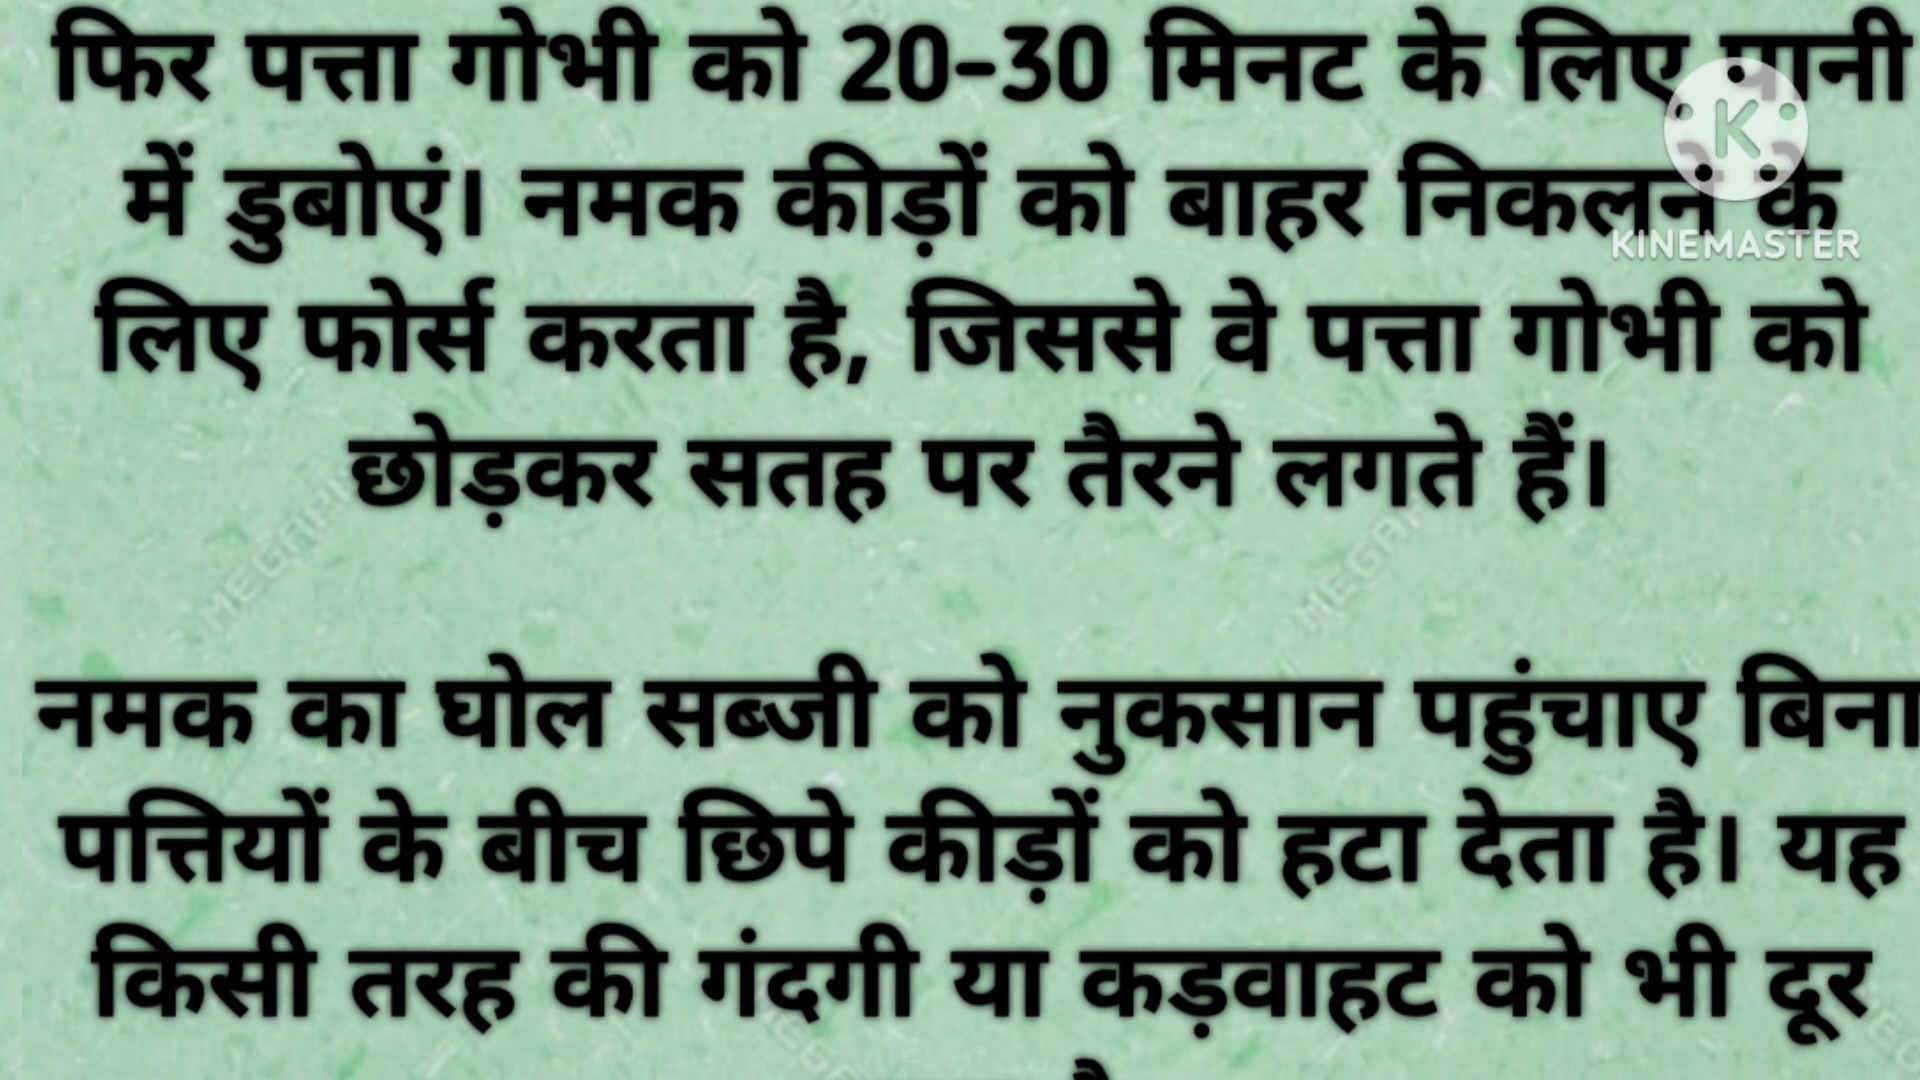 फिर पत्ता गोभी को 20-30 मिनट के लिए पानी
में डुबोएं। नमक कीड़ों को बाहर निकलने के
KINEMASTER
लिए फोर्स करता है, जिससे वे पत्ता गोभी को
छोड़कर सतह पर तैरने लगते हैं।
नमक का घोल सब्जी को नुकसान पहुंचाए बिना
पत्तियों के बीच छिपे कीड़ों को हटा देता है। यह
किसी तरह की गंदगी या कड़वाहट को भी दूर